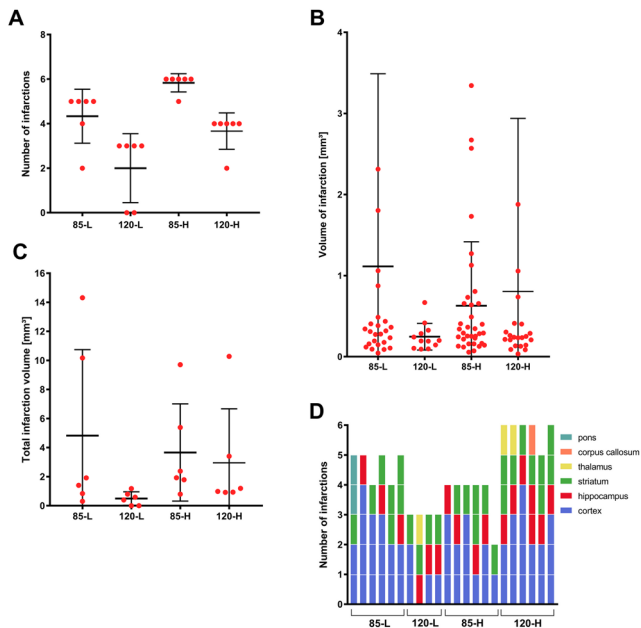 A
Number of infarctions
8
6
4
2
0
85-L 120-L 85-H 120-H
B
Volume of infarction [mm³]
4
3
2
1
0
85-L 120-L 85-H 120-H
C
Total infarction volume [mm³]
16
14
12
10
8
6
4
2
0
85-L 120-L 85-H 120-H
D
Number of infarctions
6
5
4
3
2
1
0
85-L 120-L 85-H 120-H
pons
corpus callosum
thalamus
striatum
hippocampus
cortex